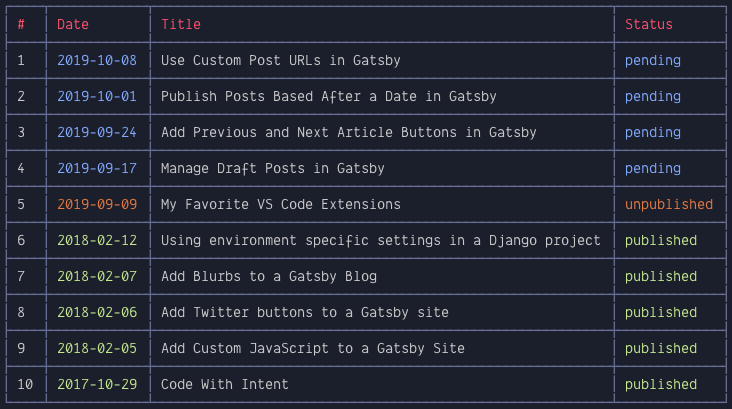 # Date Title Status
1 2019-10-08 Use Custom Post URLs in Gatsby pending
2 2019-10-01 Publish Posts Based After a Date in Gatsby pending
3 2019-09-24 Add Previous and Next Article Buttons in Gatsby pending
4 2019-09-17 Manage Draft Posts in Gatsby pending
5 2019-09-09 My Favorite VS Code Extensions unpublished
6 2018-02-12 Using environment specific settings in a Django project published
7 2018-02-07 Add Blurbs to a Gatsby Blog published
8 2018-02-06 Add Twitter buttons to a Gatsby site published
9 2018-02-05 Add Custom JavaScript to a Gatsby Site published
10 2017-10-29 Code With Intent published